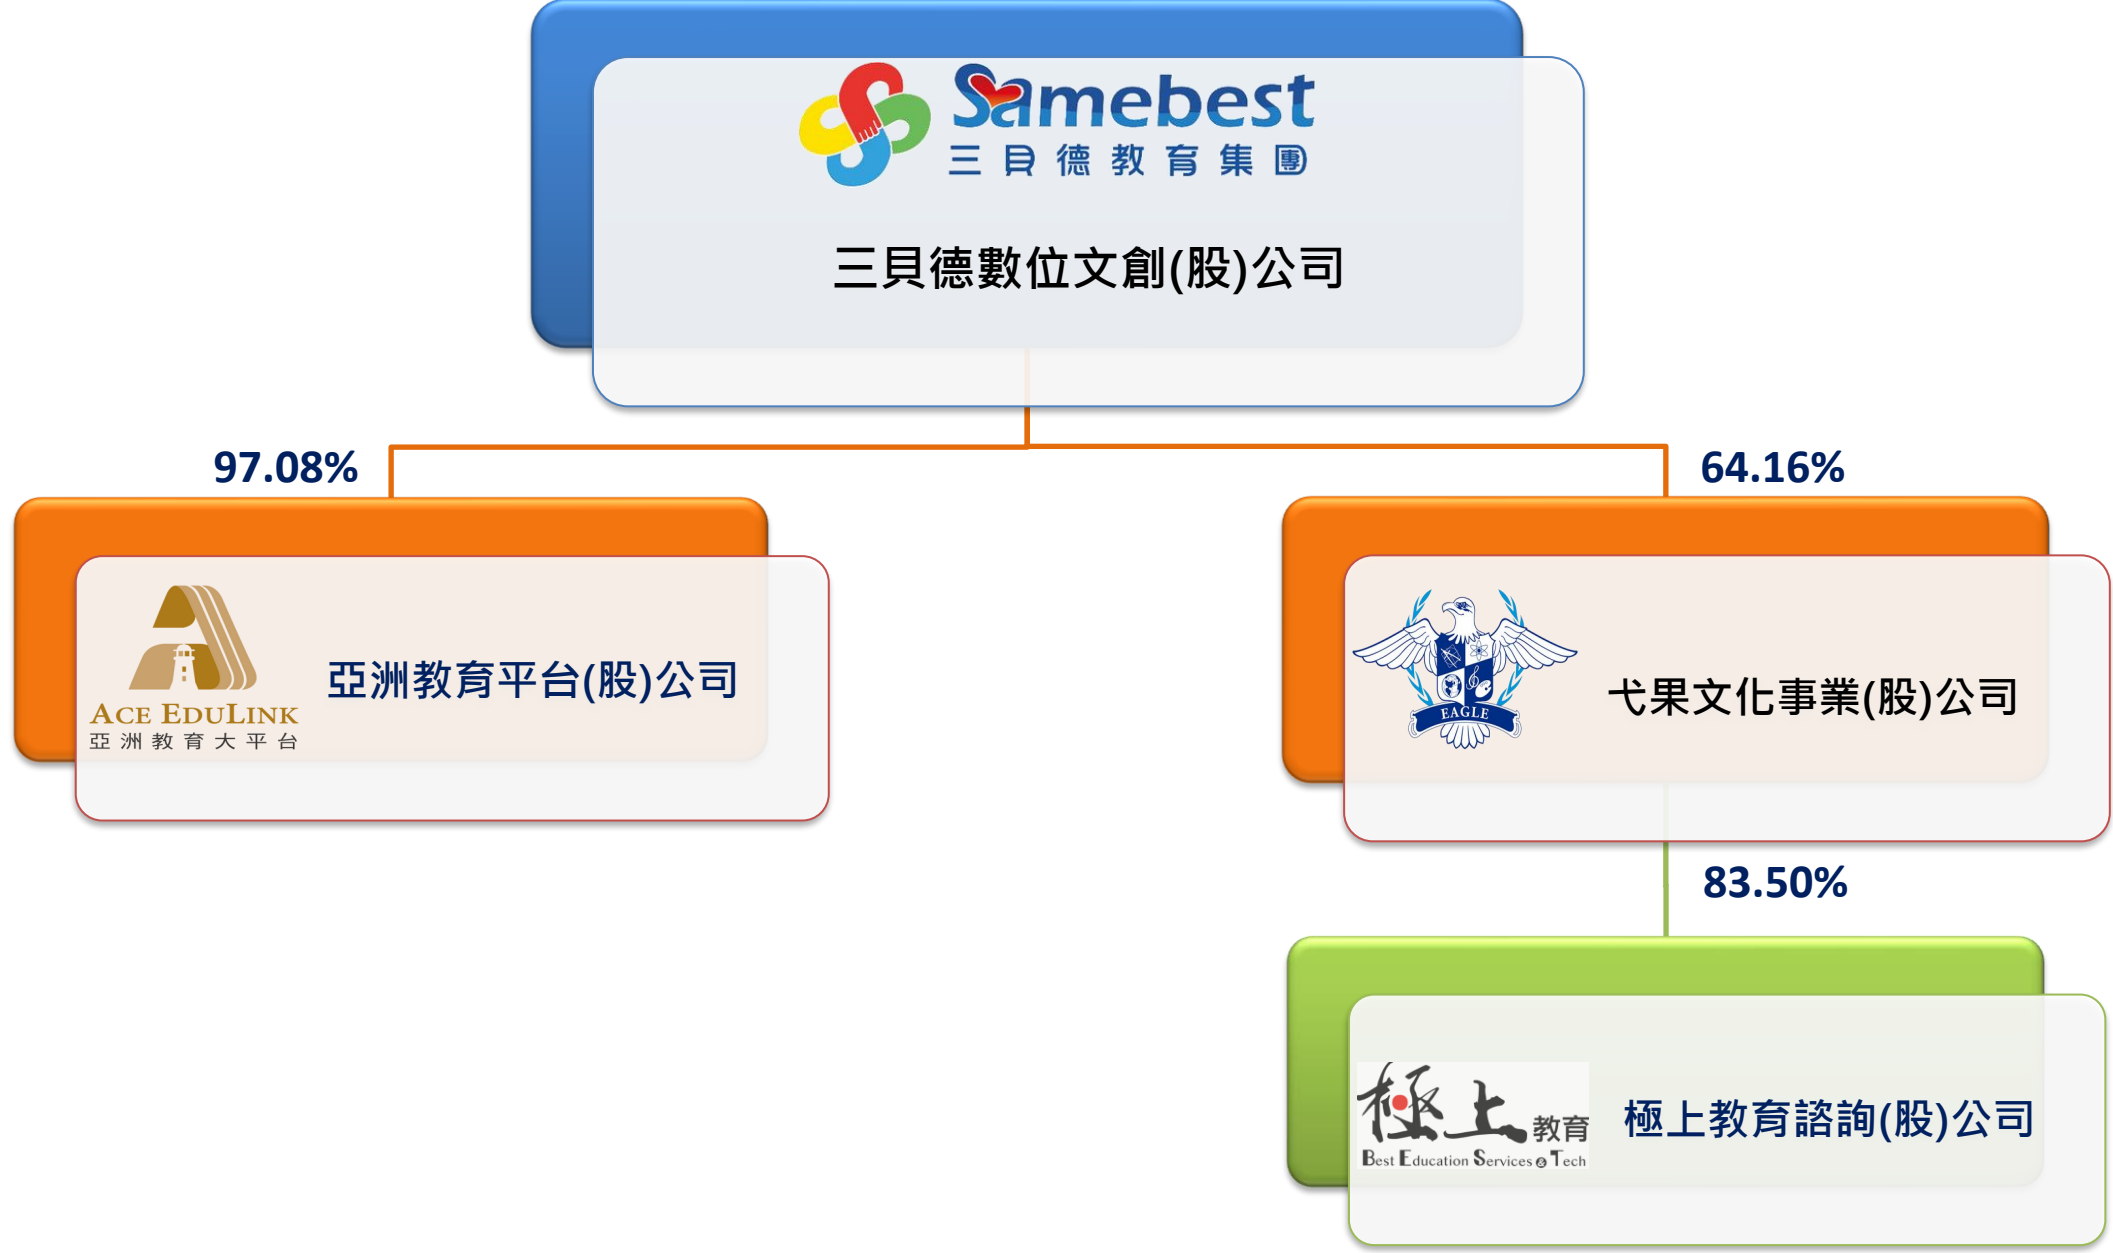 Samebest
三貝德教育集團
三貝德數位文創(股)公司
97.08%
64.16%
ACE EDULINK
亞洲教育大平台
亞洲教育平台(股)公司
EAGLE
弋果文化事業(股)公司
83.50%
極上教育
Best Education Services & Tech
極上教育諮詢(股)公司